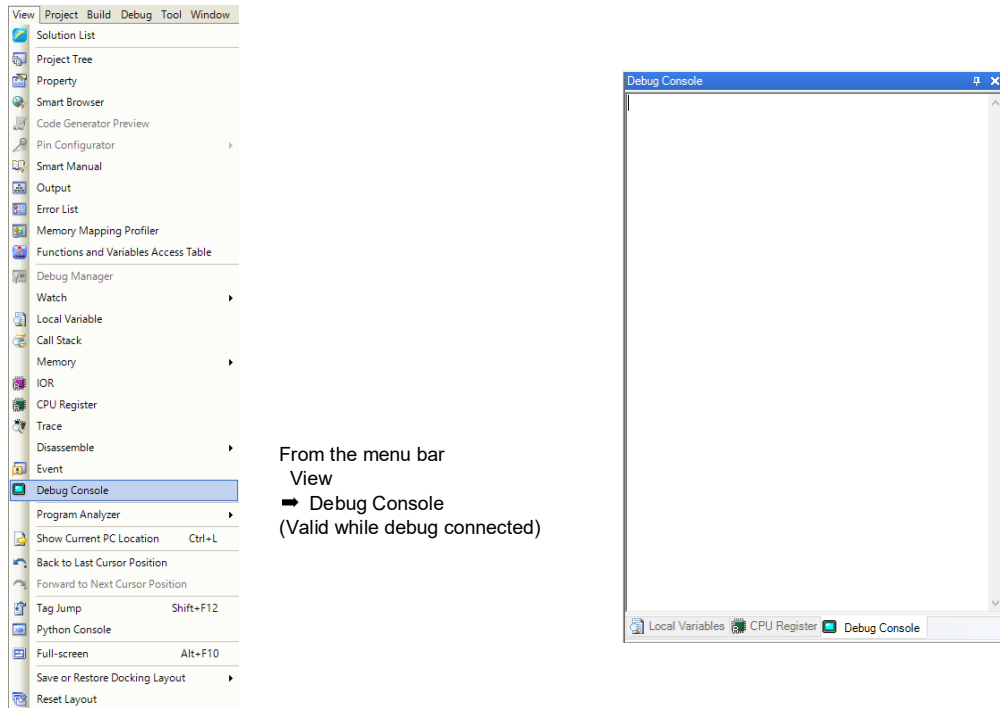 View Project Build Debug Tool Window
Solution List
Project Tree
Property
Smart Browser
Code Generator Preview
Pin Configurator
Smart Manual
Output
Error List
Memory Mapping Profiler
Functions and Variables Access Table
Debug Manager
Watch
Local Variable
Call Stack
Memory
IOR
CPU Register
Trace
Disassemble
Event
Debug Console
Program Analyzer
Show Current PC Location Ctrl+L
Back to Last Cursor Position
Forward to Next Cursor Position
Tag Jump Shift+F12
Python Console
Full-screen Alt+F10
Save or Restore Docking Layout
Reset Layout
From the menu bar
View
➡ Debug Console
(Valid while debug connected)
Debug Console
Local Variables CPU Register Debug Console